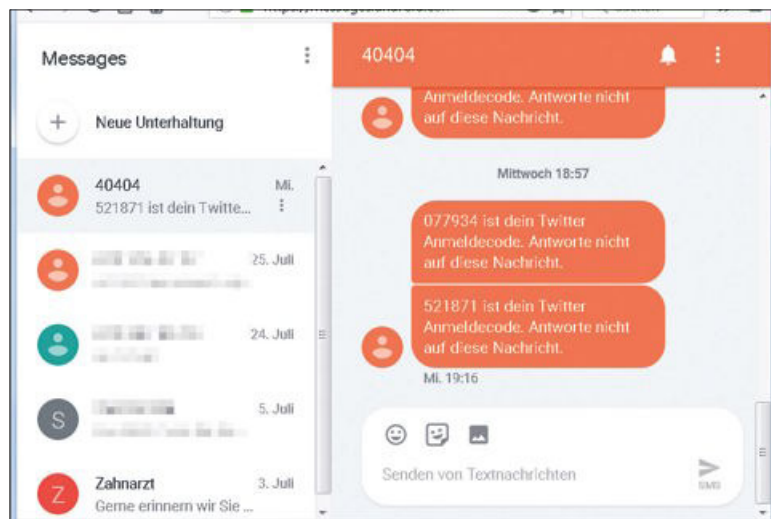 Messages
Neue Unterhaltung
40404
Mi.
521871 ist dein Twitte...
25. Juli
24. Juli
S
5. Juli
Z
Zahnarzt
3. Juli
Gerne erinnern wir Sie ...
40404
Anmeldecode. Antworte nicht
auf diese Nachricht.
Mittwoch 18:57
077934 ist dein Twitter
Anmeldecode. Antworte nicht
auf diese Nachricht.
521871 ist dein Twitter
Anmeldecode. Antworte nicht
auf diese Nachricht.
Mi. 19:16
Senden von Textnachrichten
SMS